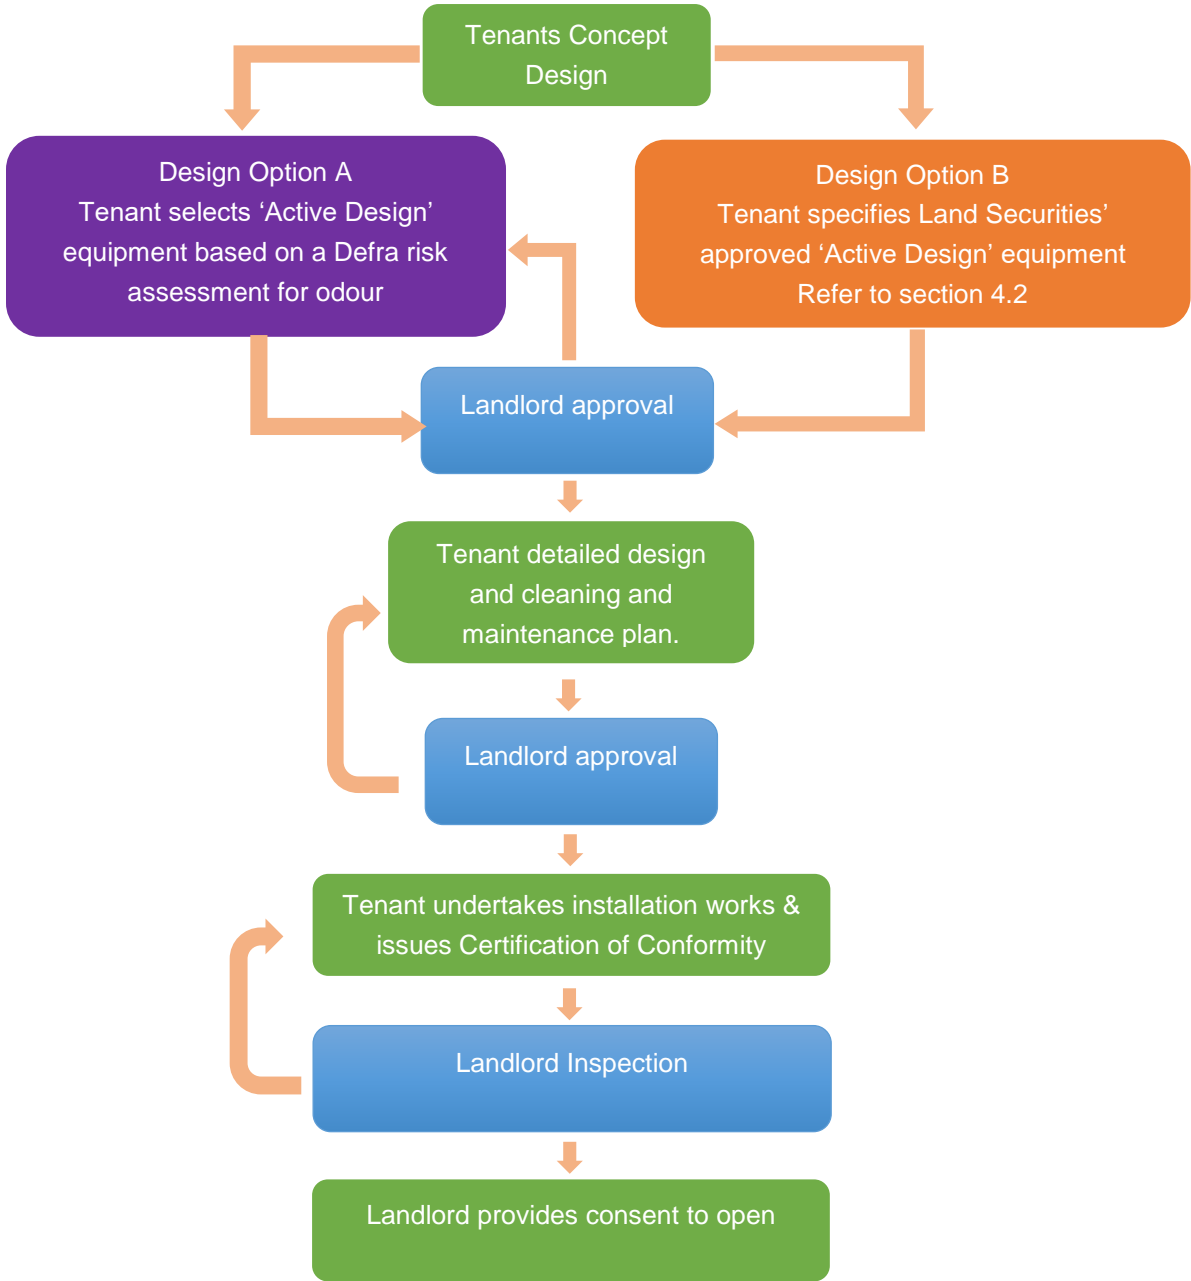 Tenants Concept
Design
Design Option A
Tenant selects ‘Active Design’
equipment based on a Defra risk
assessment for odour
Design Option B
Tenant specifies Land Securities’
approved ‘Active Design’ equipment
Refer to section 4.2
Landlord approval
Tenant detailed design
and cleaning and
maintenance plan.
Landlord approval
Tenant undertakes installation works &
issues Certification of Conformity
Landlord Inspection
Landlord provides consent to open